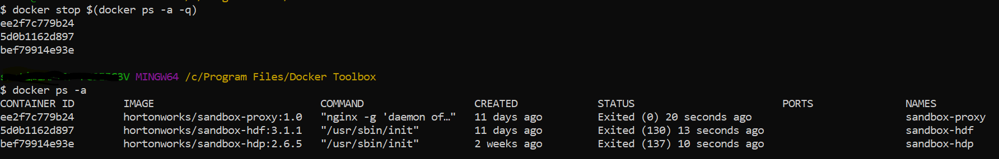 $ docker stop $(docker ps -a -q)
ee2f7c779b24
5d0b1162d897
bef79914e93e
MINGW64 /c/Program Files/Docker Toolbox
$ docker ps -a
CONTAINER ID IMAGE COMMAND CREATED STATUS PORTS NAMES
ee2f7c779b24 hortonworks/sandbox-proxy:1.0 "nginx -g 'daemon of…" 11 days ago Exited (0) 20 seconds ago sandbox-proxy
5d0b1162d897 hortonworks/sandbox-hdf:3.1.1 "/usr/sbin/init" 11 days ago Exited (130) 13 seconds ago sandbox-hdf
bef79914e93e hortonworks/sandbox-hdp:2.6.5 "/usr/sbin/init" 2 weeks ago Exited (137) 10 seconds ago sandbox-hdp